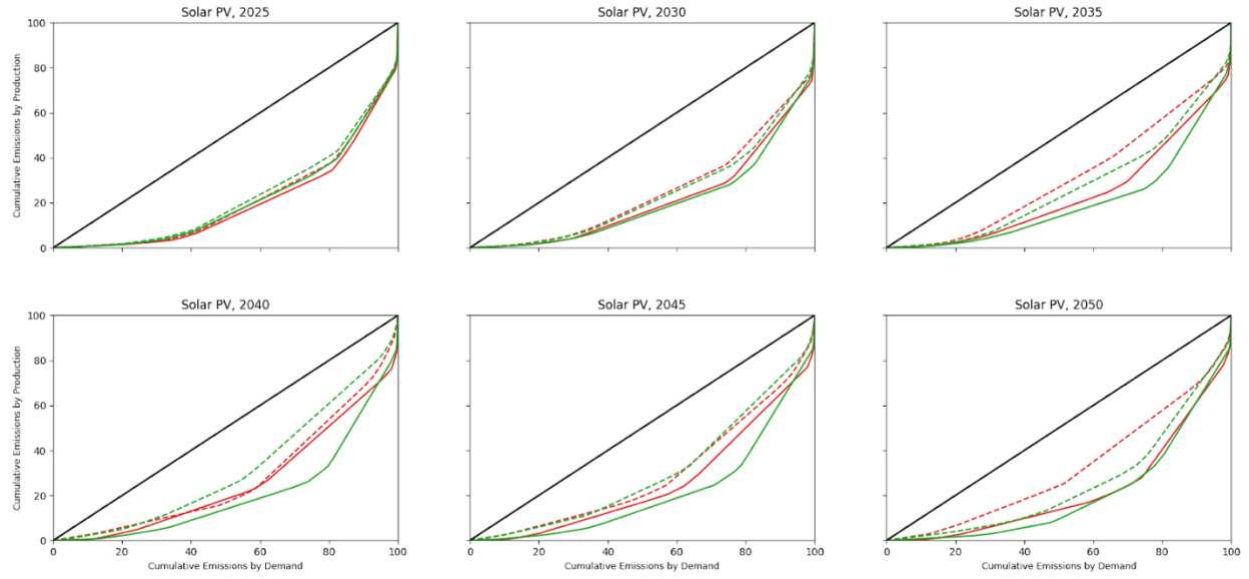 Solar PV, 2025
Solar PV, 2030
Solar PV, 2035
Cumulative Emissions by Production
100
80
60
40
20
0
Solar PV, 2040
Solar PV, 2045
Solar PV, 2050
Cumulative Emissions by Production
100
80
60
40
20
0
0 20 40 60 80 100
0 20 40 60 80 100
0 20 40 60 80 100
Cumulative Emissions by Demand
Cumulative Emissions by Demand
Cumulative Emissions by Demand